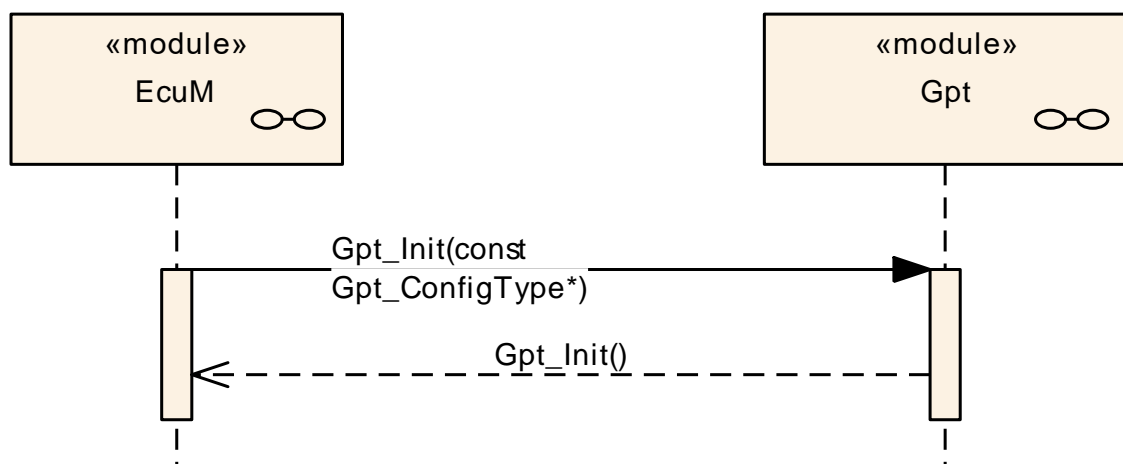 «module»
EcuM
«module»
Gpt
Gpt_Init(const
Gpt_ConfigType*)
Gpt_Init()